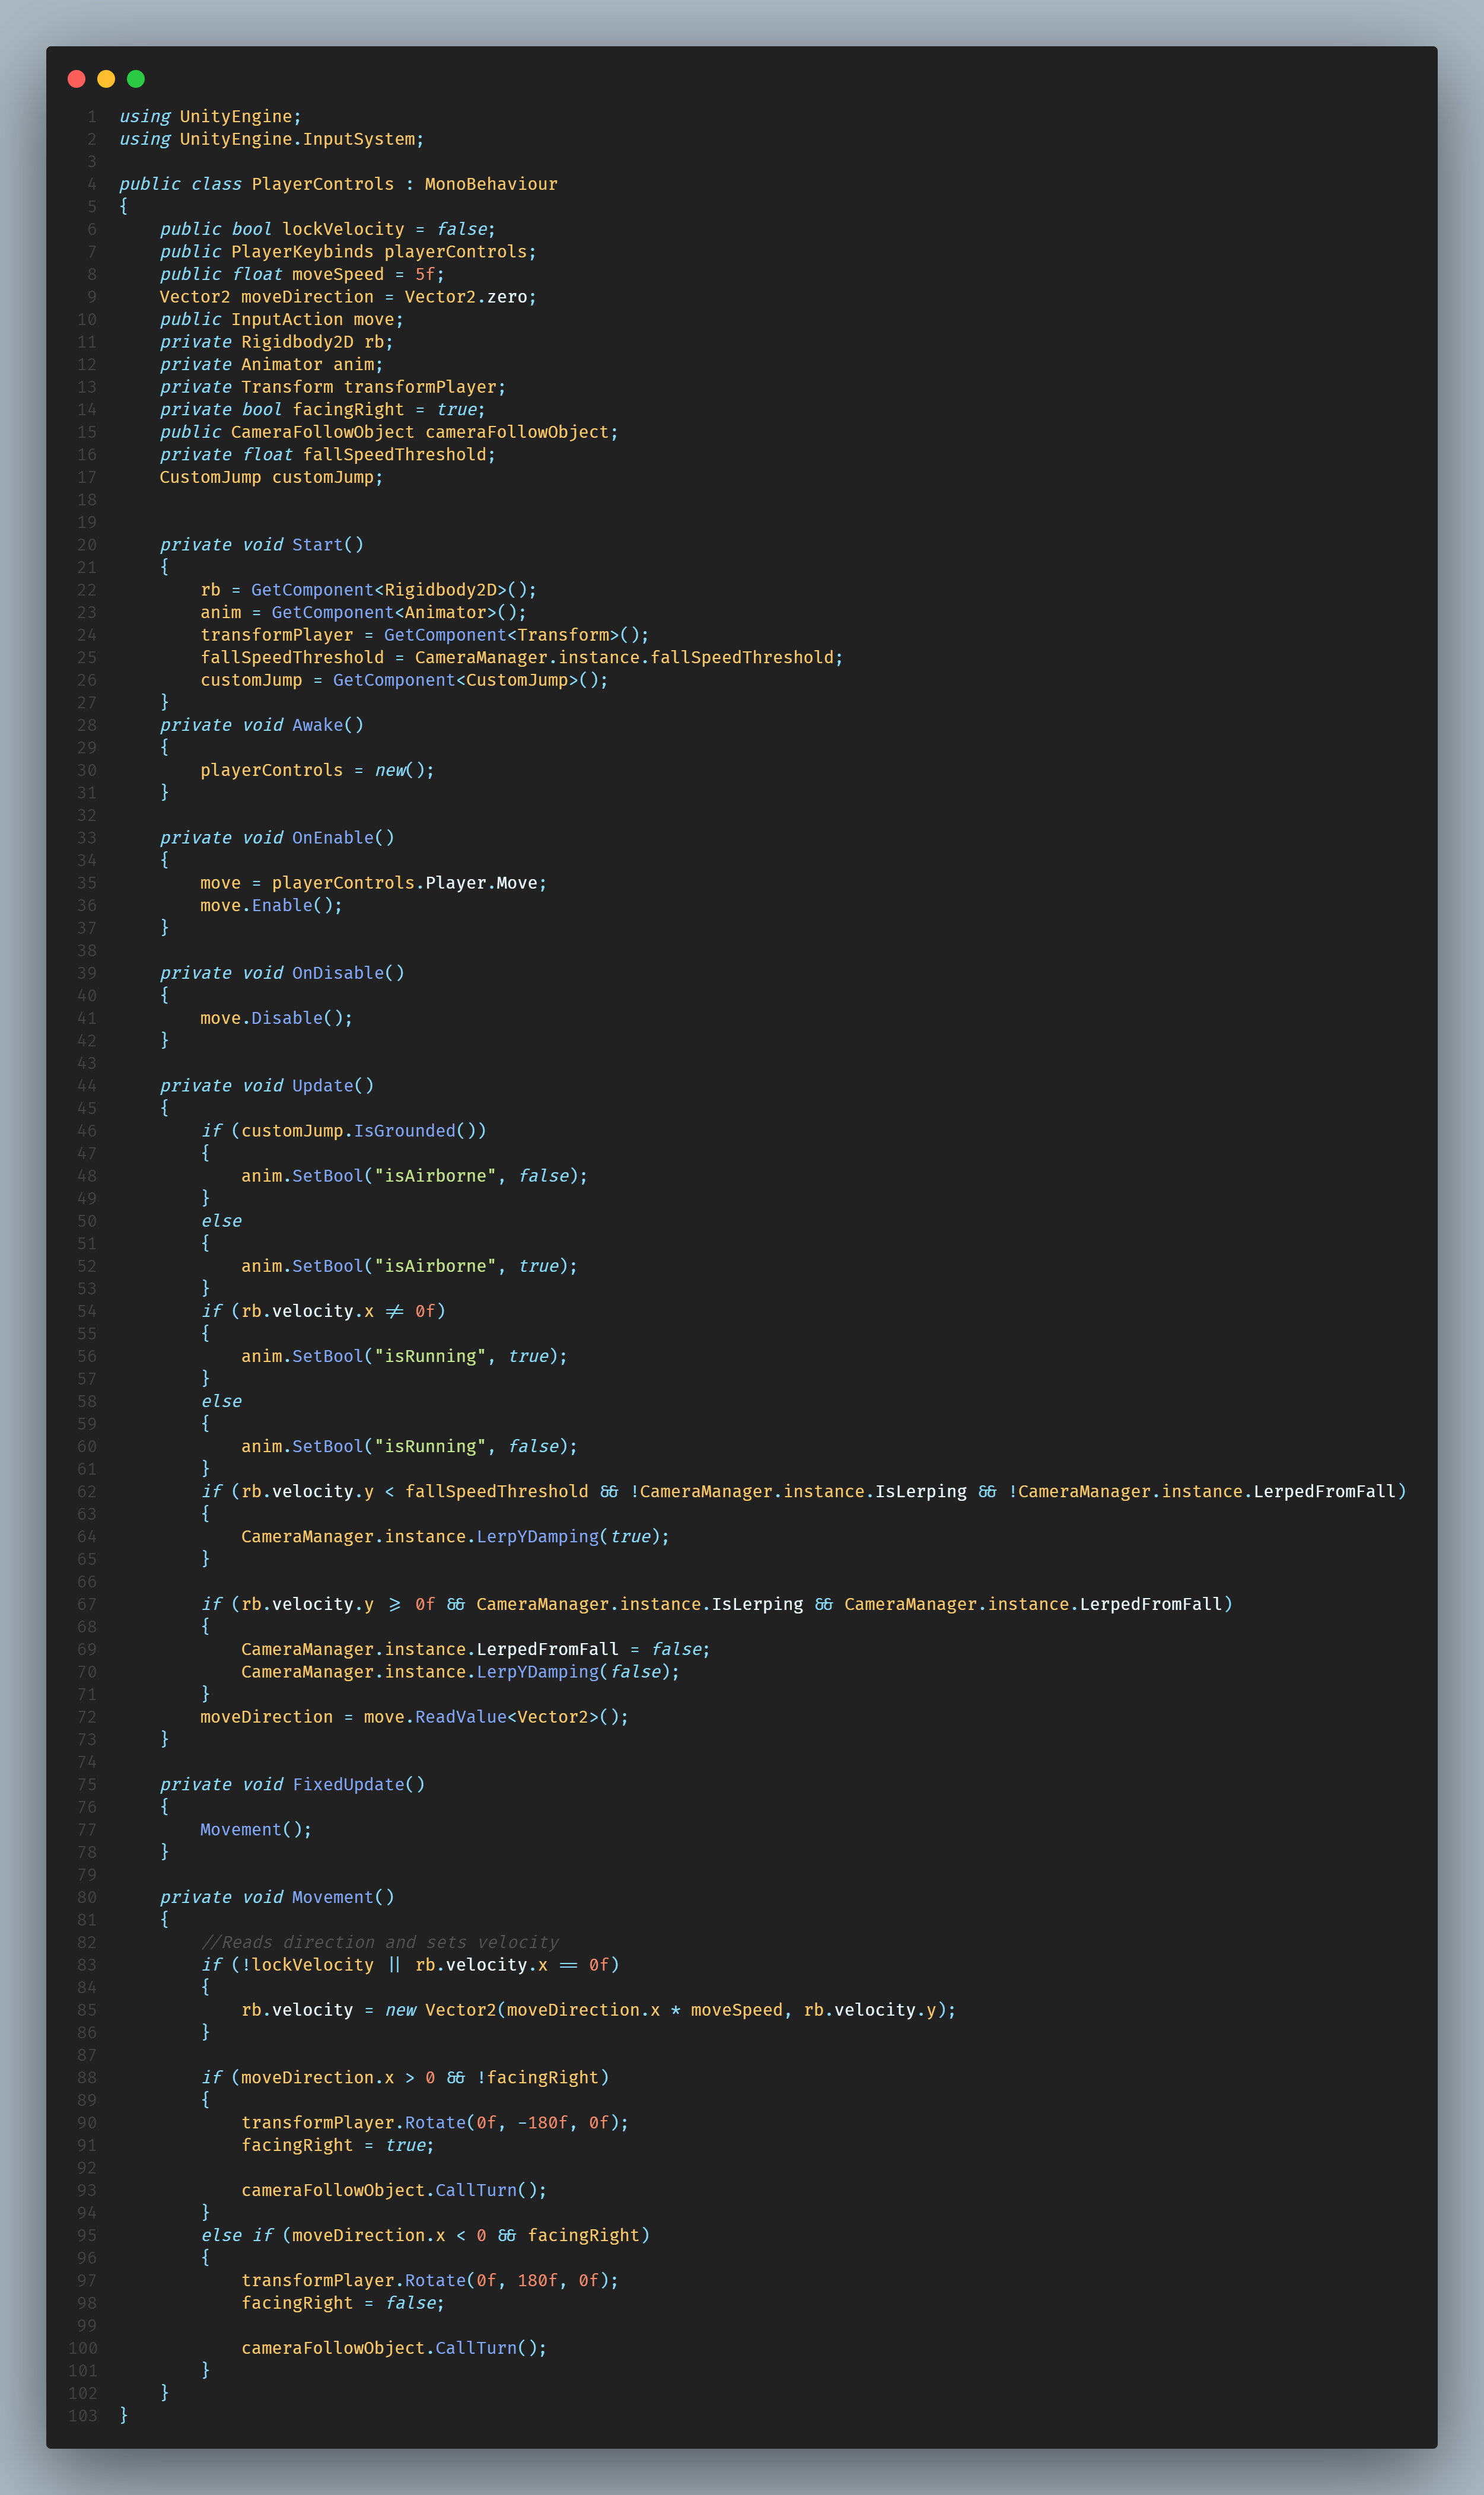 1 using UnityEngine;
2 using UnityEngine.InputSystem;
3
4 public class PlayerControls : MonoBehaviour
5 {
6     public bool lockVelocity = false;
7     public PlayerKeybinds playerControls;
8     public float moveSpeed = 5f;
9     Vector2 moveDirection = Vector2.zero;
10     public InputAction move;
11     private Rigidbody2D rb;
12     private Animator anim;
13     private Transform transformPlayer;
14     private bool facingRight = true;
15     public CameraFollowObject cameraFollowObject;
16     private float fallSpeedThreshold;
17     CustomJump customJump;
18
19
20     private void Start()
21     {
22         rb = GetComponent<Rigidbody2D>();
23         anim = GetComponent<Animator>();
24         transformPlayer = GetComponent<Transform>();
25         fallSpeedThreshold = CameraManager.instance.fallSpeedThreshold;
26         customJump = GetComponent<CustomJump>();
27     }
28     private void Awake()
29     {
30         playerControls = new();
31     }
32
33     private void OnEnable()
34     {
35         move = playerControls.Player.Move;
36         move.Enable();
37     }
38
39     private void OnDisable()
40     {
41         move.Disable();
42     }
43
44     private void Update()
45     {
46         if (customJump.IsGrounded())
47         {
48             anim.SetBool("isAirborne", false);
49         }
50         else
51         {
52             anim.SetBool("isAirborne", true);
53         }
54         if (rb.velocity.x != 0f)
55         {
56             anim.SetBool("isRunning", true);
57         }
58         else
59         {
60             anim.SetBool("isRunning", false);
61         }
62         if (rb.velocity.y < fallSpeedThreshold && !CameraManager.instance.IsLerping && !CameraManager.instance.LerpedFromFall)
63         {
64             CameraManager.instance.LerpYDamping(true);
65         }
66
67         if (rb.velocity.y >= 0f && CameraManager.instance.IsLerping && CameraManager.instance.LerpedFromFall)
68         {
69             CameraManager.instance.LerpedFromFall = false;
70             CameraManager.instance.LerpYDamping(false);
71         }
72         moveDirection = move.ReadValue<Vector2>();
73     }
74
75     private void FixedUpdate()
76     {
77         Movement();
78     }
79
80     private void Movement()
81     {
82         //Reads direction and sets velocity
83         if (!lockVelocity || rb.velocity.x == 0f)
84         {
85             rb.velocity = new Vector2(moveDirection.x * moveSpeed, rb.velocity.y);
86         }
87
88         if (moveDirection.x > 0 && !facingRight)
89         {
90             transformPlayer.Rotate(0f, -180f, 0f);
91             facingRight = true;
92
93             cameraFollowObject.CallTurn();
94         }
95         else if (moveDirection.x < 0 && facingRight)
96         {
97             transformPlayer.Rotate(0f, 180f, 0f);
98             facingRight = false;
99
100             cameraFollowObject.CallTurn();
101         }
102     }
103 }